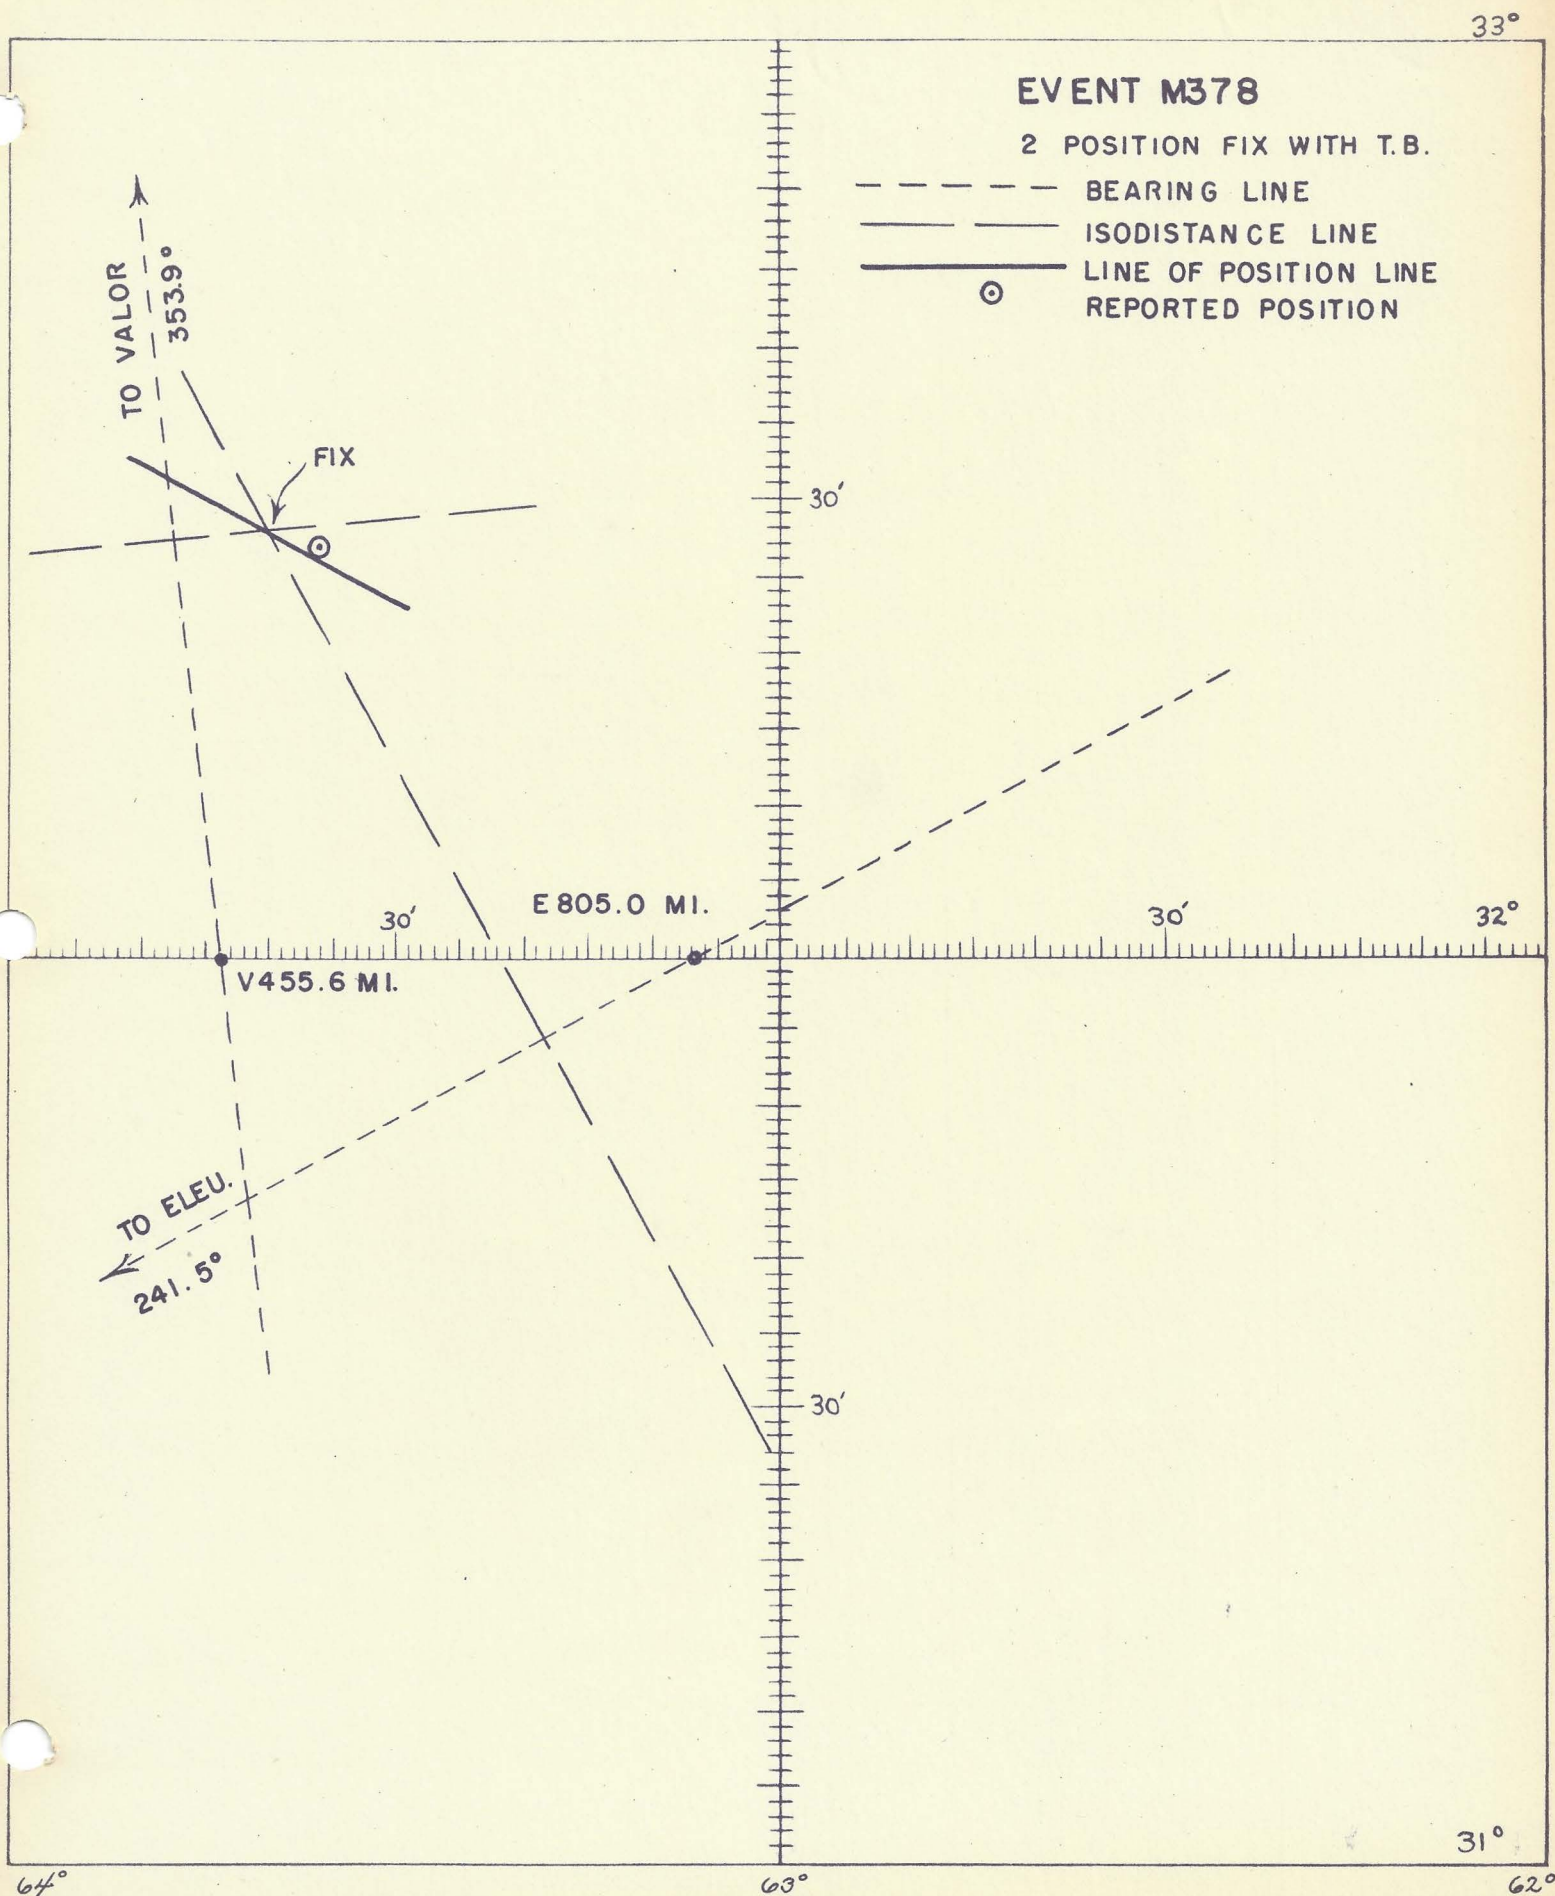 33°
EVENT M378
2 POSITION FIX WITH T.B.
BEARING LINE
ISODISTANCE LINE
LINE OF POSITION LINE
REPORTED POSITION
TO VALOR
353.9°
FIX
30'
30'
E 805.0 MI.
30'
32°
V455.6 MI.
TO ELEU.
241.5°
30'
31°
64°
63°
62°